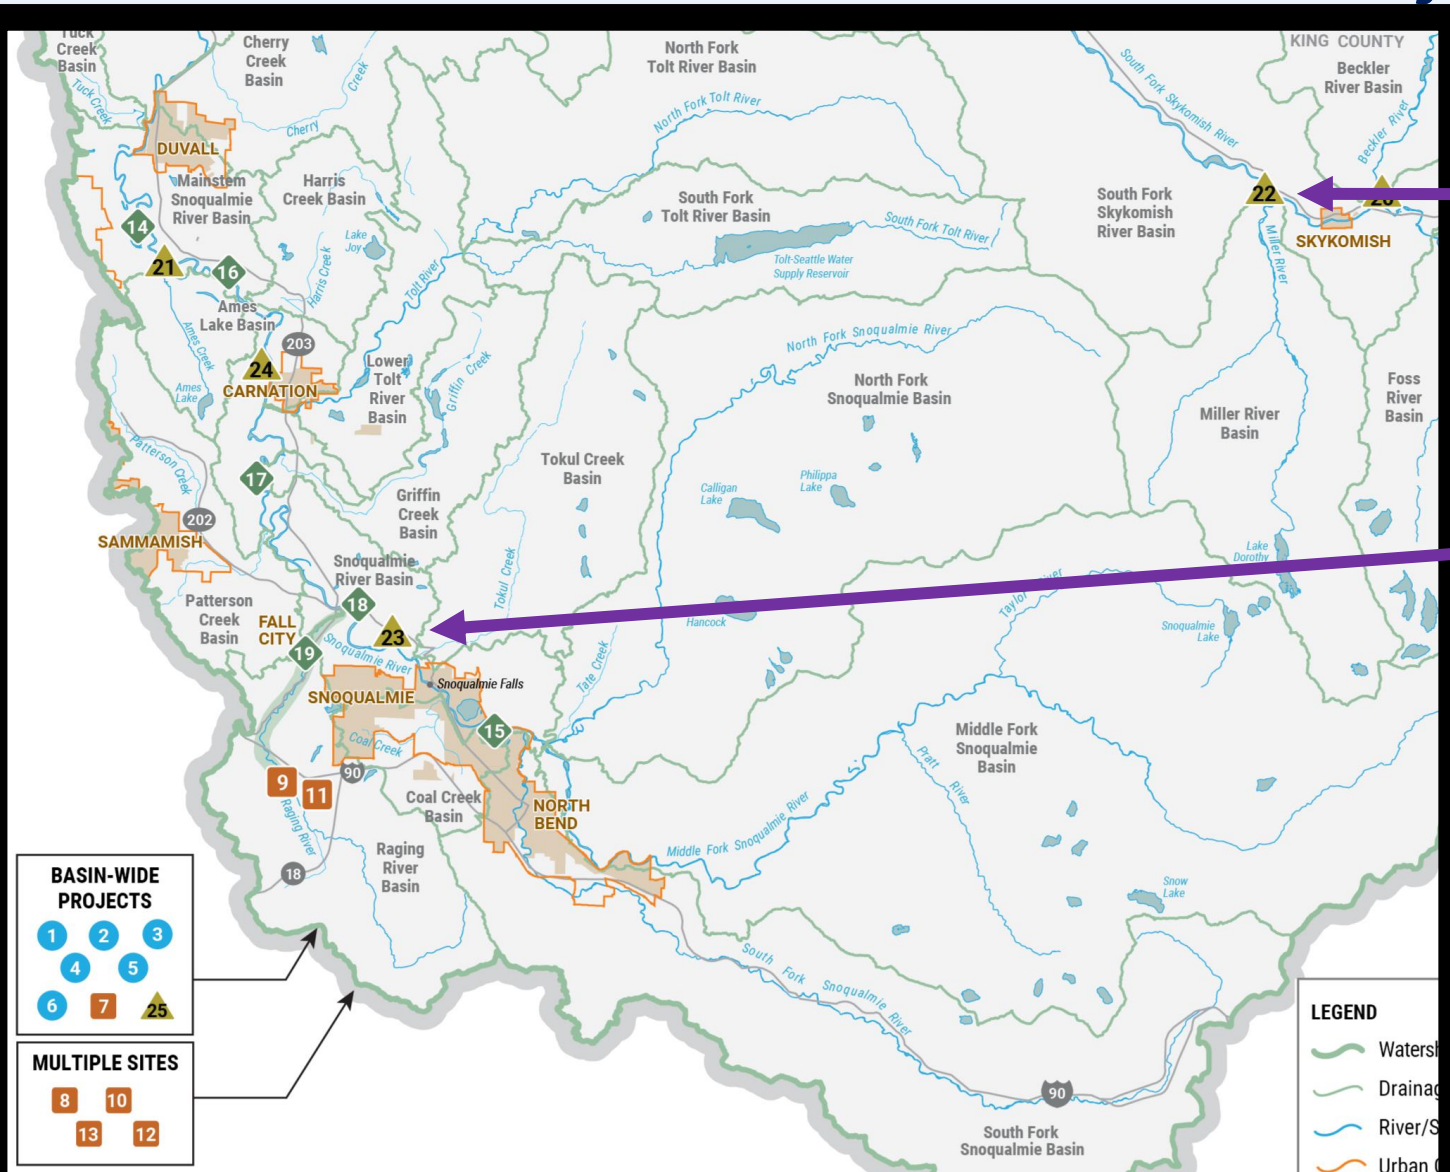 Tuck
Creek
Basin
Cherry
Creek
Basin
North Fork
Tolt River Basin
KING COUNTY
Beckler
River Basin
Tuck Creek
Cherry
Creek
North Fork Tolt River
South Fork Skykomish River
Beckler River
DUVALL
Mainstem
Snoqualmie
River Basin
Harris
Creek Basin
South Fork
Tolt River Basin
South Fork
Skykomish
River Basin
22
SKYKOMISH
14
21
16
Lake
Joy
Harris Creek
Tolt River
South Fork Tolt River
Tolt-Seattle Water
Supply Reservoir
Miller River
Ames
Lake Basin
203
Ames Creek
24
CARNATION
Lower
Tolt
River
Basin
Griffin Creek
North Fork Snoqualmie River
North Fork
Snoqualmie Basin
Foss
River
Basin
Miller River
Basin
Ames
Lake
Patterson Creek
17
Tokul Creek
Basin
Calligan
Lake
Philippa
Lake
Griffin
Creek
Basin
202
SAMMAMISH
Snoqualmie
River Basin
Tokul Creek
Lake
Dorothy
Patterson
Creek
Basin
FALL
CITY
18
23
Hancock
Taylor River
Snoqualmie
Lake
19
Snoqualmie River
Tate Creek
SNOQUALMIE
Snoqualmie Falls
15
Coal Creek
Middle Fork
Snoqualmie
Basin
Pratt
River
9
11
90
Coal Creek
Basin
NORTH
BEND
Raging River
Middle Fork Snoqualmie River
Raging
River
Basin
18
Snow
Lake
South Fork Snoqualmie River
90
South Fork
Snoqualmie Basin
BASIN-WIDE
PROJECTS
1 2 3
4 5
6 7 25
MULTIPLE SITES
8 10
13 12
LEGEND